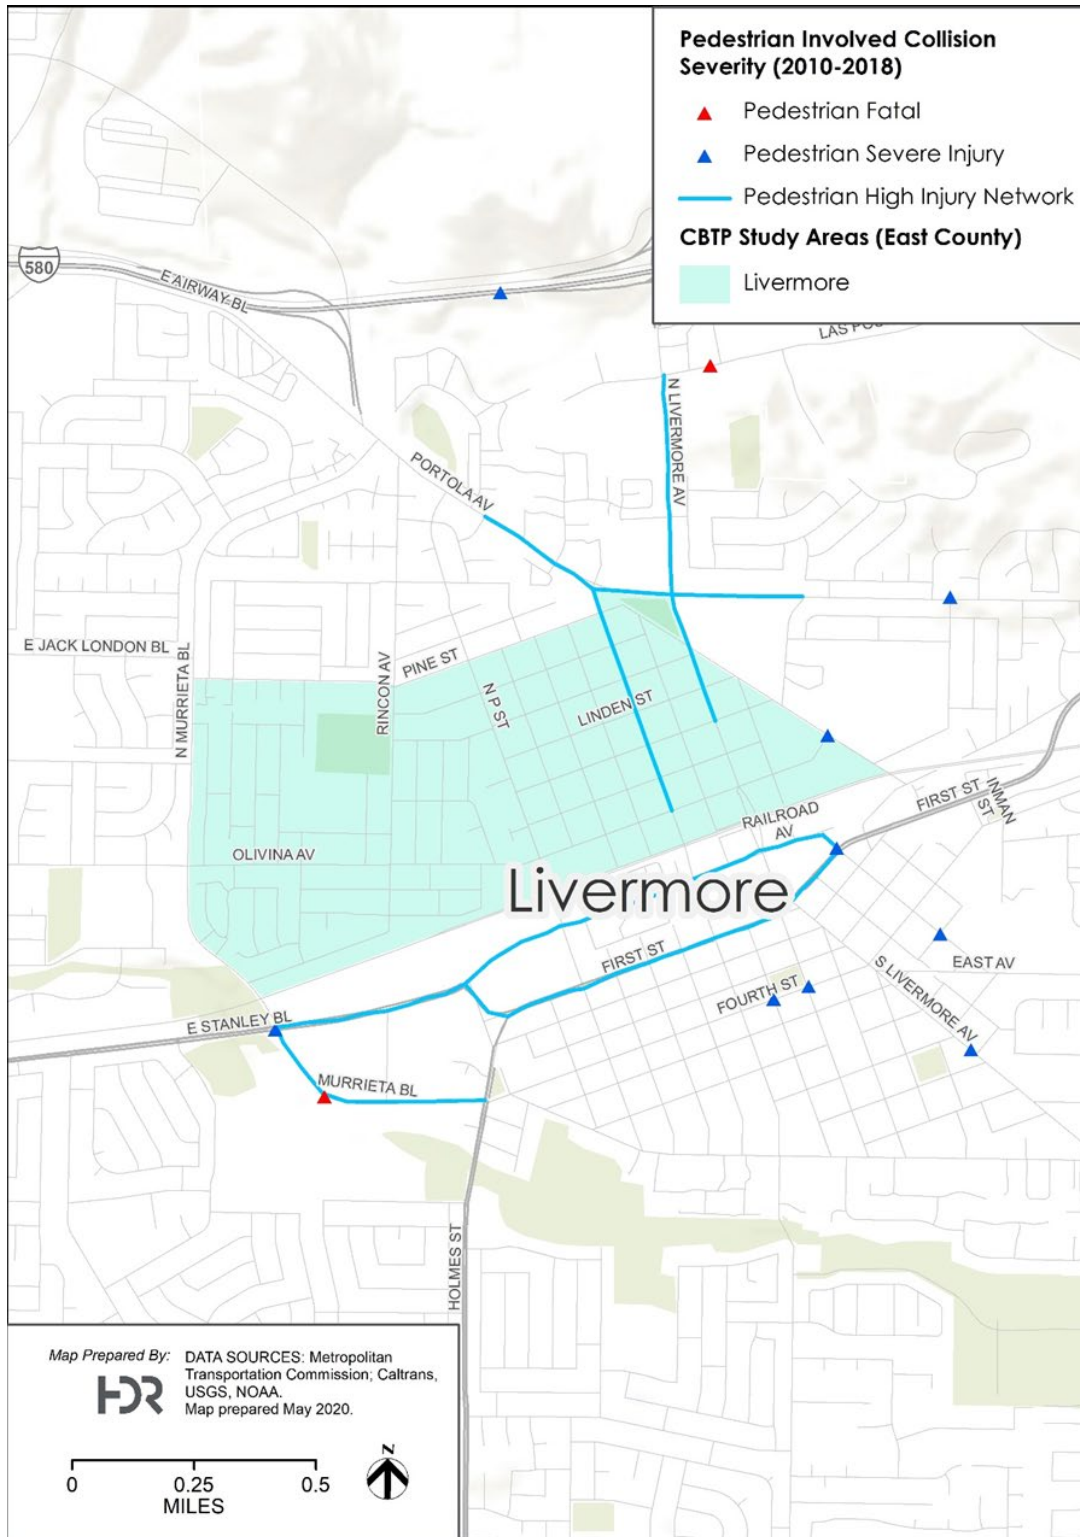 Pedestrian Involved Collision
Severity (2010-2018)
Pedestrian Fatal
Pedestrian Severe Injury
Pedestrian High Injury Network
CBTP Study Areas (East County)
Livermore
580
E AIRWAY BL
LAS PO
N LIVERMORE AV
PORTOLA AV
E JACK LONDON BL
N MURRIETA BL
RINCON AV
PINE ST
N P ST
LINDEN ST
FIRST ST
INMAN
ST
RAILROAD
AV
OLIVINA AV
Livermore
FIRST ST
EAST AV
S LIVERMORE AV
FOURTH ST
E STANLEY BL
MURRIETA BL
HOLMES ST
Map Prepared By:
HDR
DATA SOURCES: Metropolitan
Transportation Commission; Caltrans,
USGS, NOAA.
Map prepared May 2020.
N
0 0.25 0.5
MILES